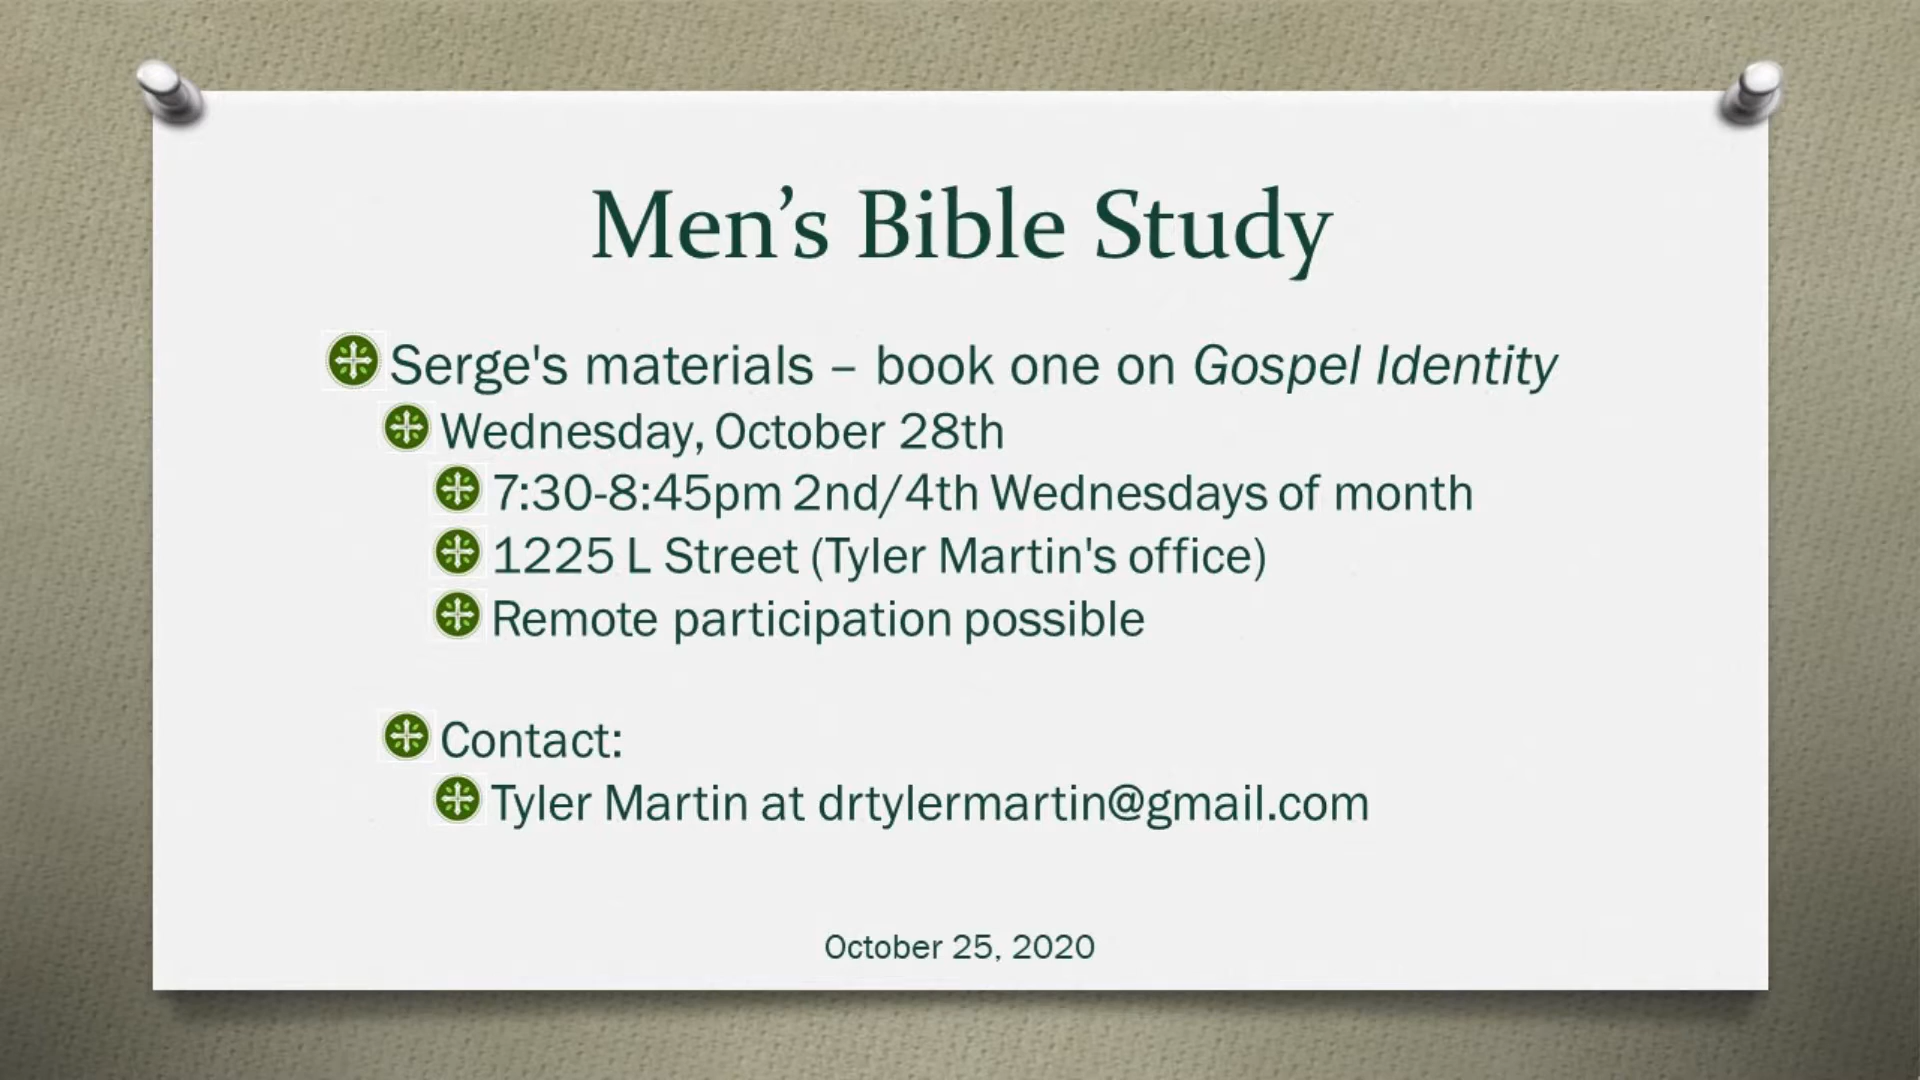 Men’s Bible Study
Serge's materials – book one on Gospel Identity
Wednesday, October 28th
7:30-8:45pm 2nd/4th Wednesdays of month
1225 L Street (Tyler Martin's office)
Remote participation possible
Contact:
Tyler Martin at drtylermartin@gmail.com
October 25, 2020